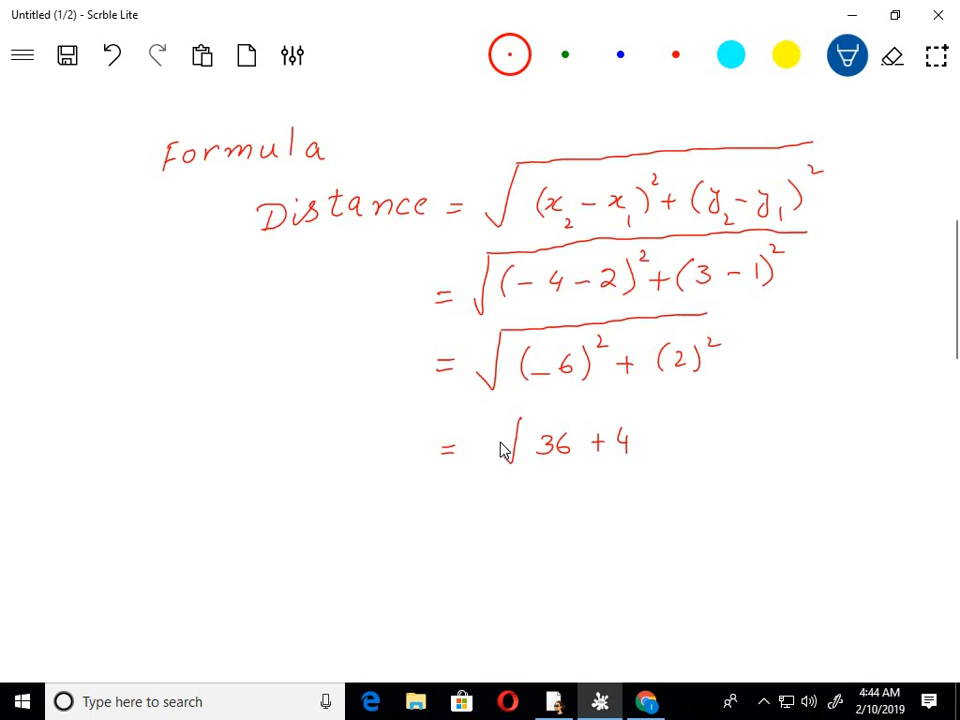 Untitled (1/2) - Scrble Lite
Formula
Distance = √(x₂ - x₁)² + (y₂ - y₁)²
= √(-4-2)² + (3-1)²
= √(-6)² + (2)²
= √36 + 4
Type here to search
4:44 AM
2/10/2019